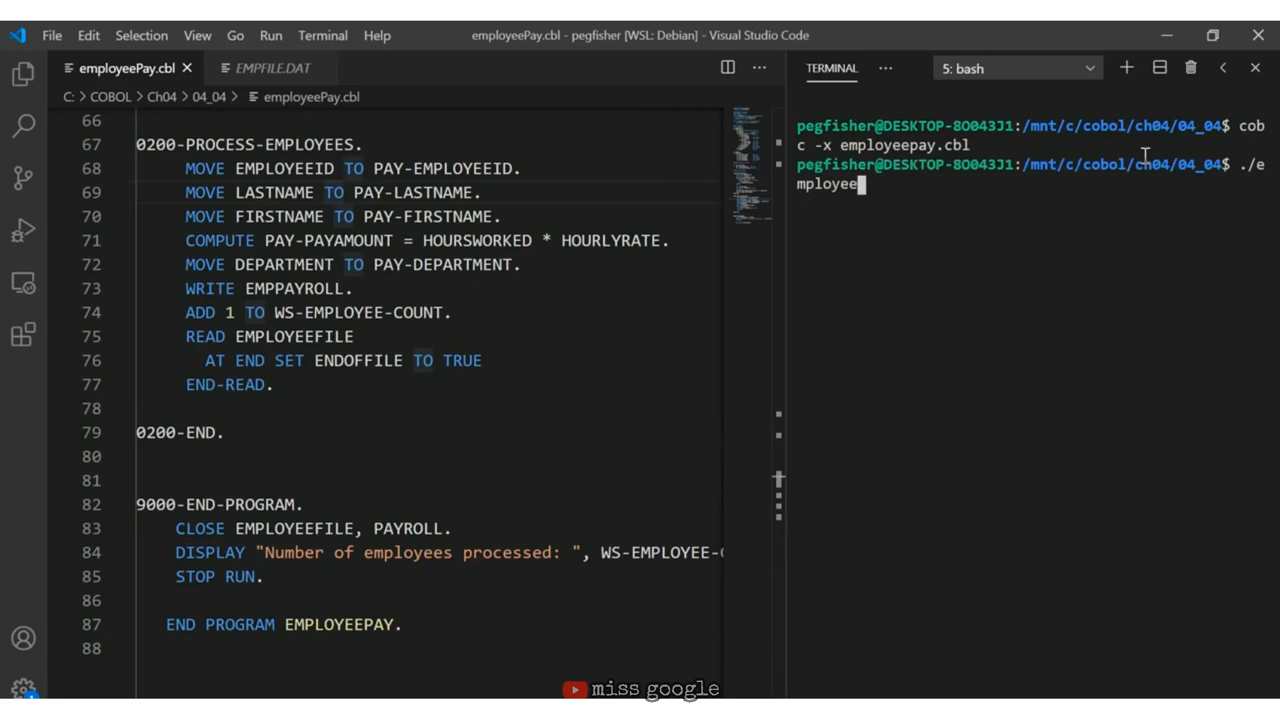 File Edit Selection View Go Run Terminal Help employeePay.cbl - pegfisher [WSL: Debian] - Visual Studio Code
employeePay.cbl EMPFILE.DAT
C: > COBOL > Ch04 > 04_04 > employeePay.cbl
66
67 0200-PROCESS-EMPLOYEES.
68 MOVE EMPLOYEEID TO PAY-EMPLOYEEID.
69 MOVE LASTNAME TO PAY-LASTNAME.
70 MOVE FIRSTNAME TO PAY-FIRSTNAME.
71 COMPUTE PAY-PAYAMOUNT = HOURSWORKED * HOURLYRATE.
72 MOVE DEPARTMENT TO PAY-DEPARTMENT.
73 WRITE EMPPAYROLL.
74 ADD 1 TO WS-EMPLOYEE-COUNT.
75 READ EMPLOYEEFILE
76 AT END SET ENDOFFILE TO TRUE
77 END-READ.
78
79 0200-END.
80
81
82 9000-END-PROGRAM.
83 CLOSE EMPLOYEEFILE, PAYROLL.
84 DISPLAY "Number of employees processed: ", WS-EMPLOYEE-
85 STOP RUN.
86
87 END PROGRAM EMPLOYEEPAY.
88
TERMINAL 5: bash
pegfisher@DESKTOP-8O043J1:/mnt/c/cobol/ch04/04_04$ cob
c -x employeepay.cbl
pegfisher@DESKTOP-8O043J1:/mnt/c/cobol/ch04/04_04$ ./e
mployee
miss google